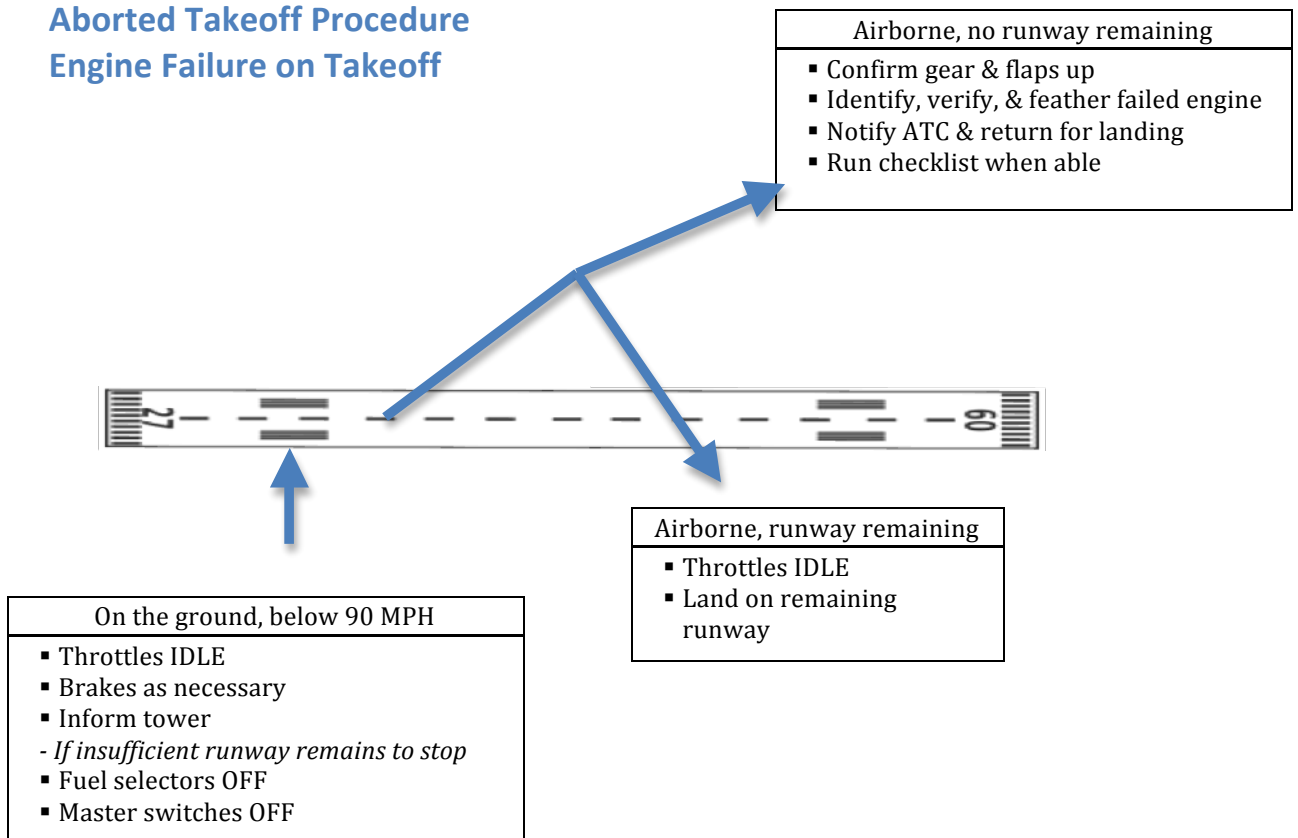 Aborted Takeoff Procedure
Engine Failure on Takeoff
Airborne, no runway remaining
▪ Confirm gear & flaps up
▪ Identify, verify, & feather failed engine
▪ Notify ATC & return for landing
▪ Run checklist when able
27
09
Airborne, runway remaining
▪ Throttles IDLE
▪ Land on remaining
runway
On the ground, below 90 MPH
▪ Throttles IDLE
▪ Brakes as necessary
▪ Inform tower
- If insufficient runway remains to stop
▪ Fuel selectors OFF
▪ Master switches OFF